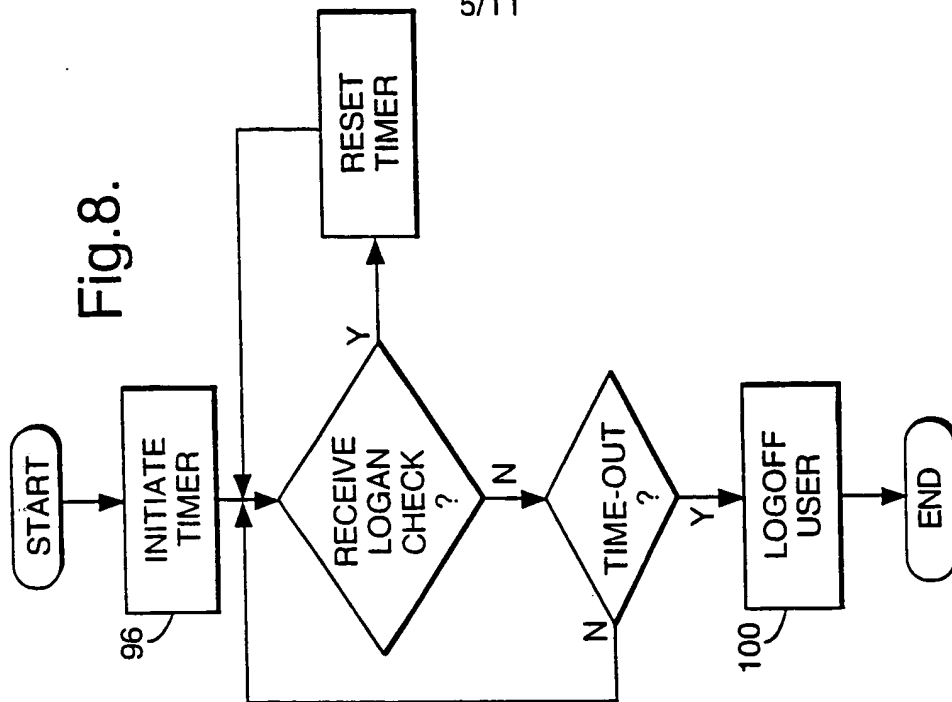 5/11
Fig.8.
START
INITIATE
TIMER
96
RECEIVE
LOGAN
CHECK
?
Y
RESET
TIMER
N
TIME-OUT
?
N
Y
LOGOFF
USER
100
END